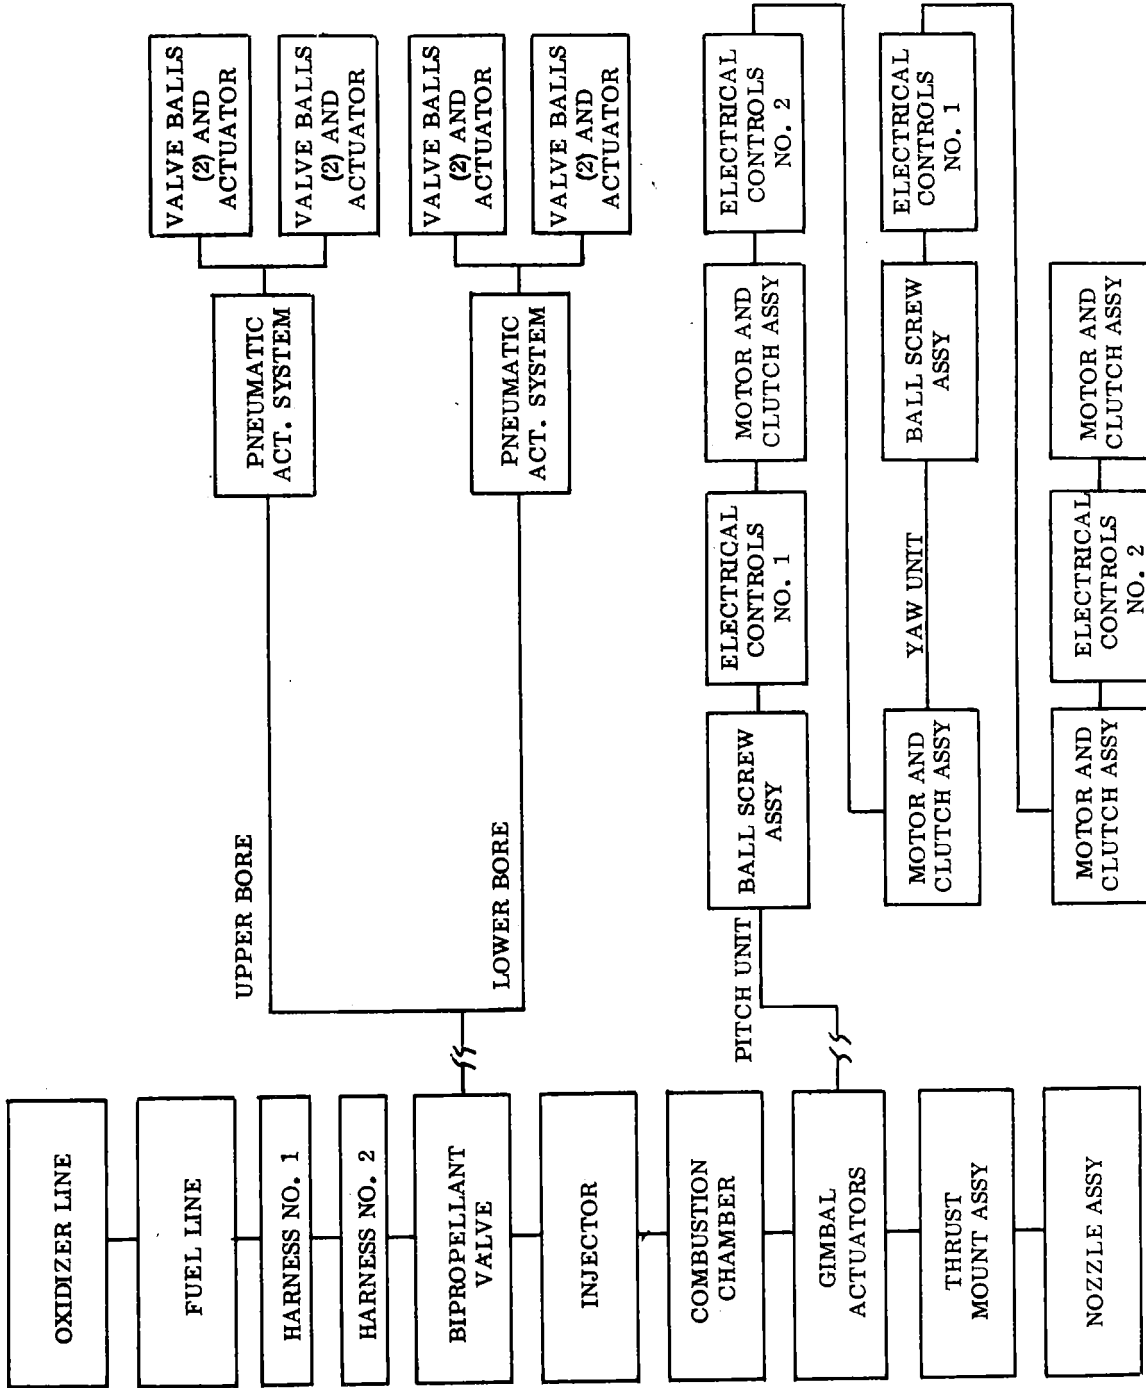 OXIDIZER LINE
FUEL LINE
HARNESS NO. 1
HARNESS NO. 2
BIPROPELLANT
VALVE
INJECTOR
COMBUSTION
CHAMBER
GIMBAL
ACTUATORS
THRUST
MOUNT ASSY
NOZZLE ASSY
UPPER BORE
PNEUMATIC
ACT. SYSTEM
VALVE BALLS
(2) AND
ACTUATOR
VALVE BALLS
(2) AND
ACTUATOR
LOWER BORE
PNEUMATIC
ACT. SYSTEM
VALVE BALLS
(2) AND
ACTUATOR
VALVE BALLS
(2) AND
ACTUATOR
PITCH UNIT
BALL SCREW
ASSY
ELECTRICAL
CONTROLS
NO. 1
MOTOR AND
CLUTCH ASSY
ELECTRICAL
CONTROLS
NO. 2
MOTOR AND
CLUTCH ASSY
YAW UNIT
BALL SCREW
ASSY
ELECTRICAL
CONTROLS
NO. 1
MOTOR AND
CLUTCH ASSY
ELECTRICAL
CONTROLS
NO. 2
MOTOR AND
CLUTCH ASSY